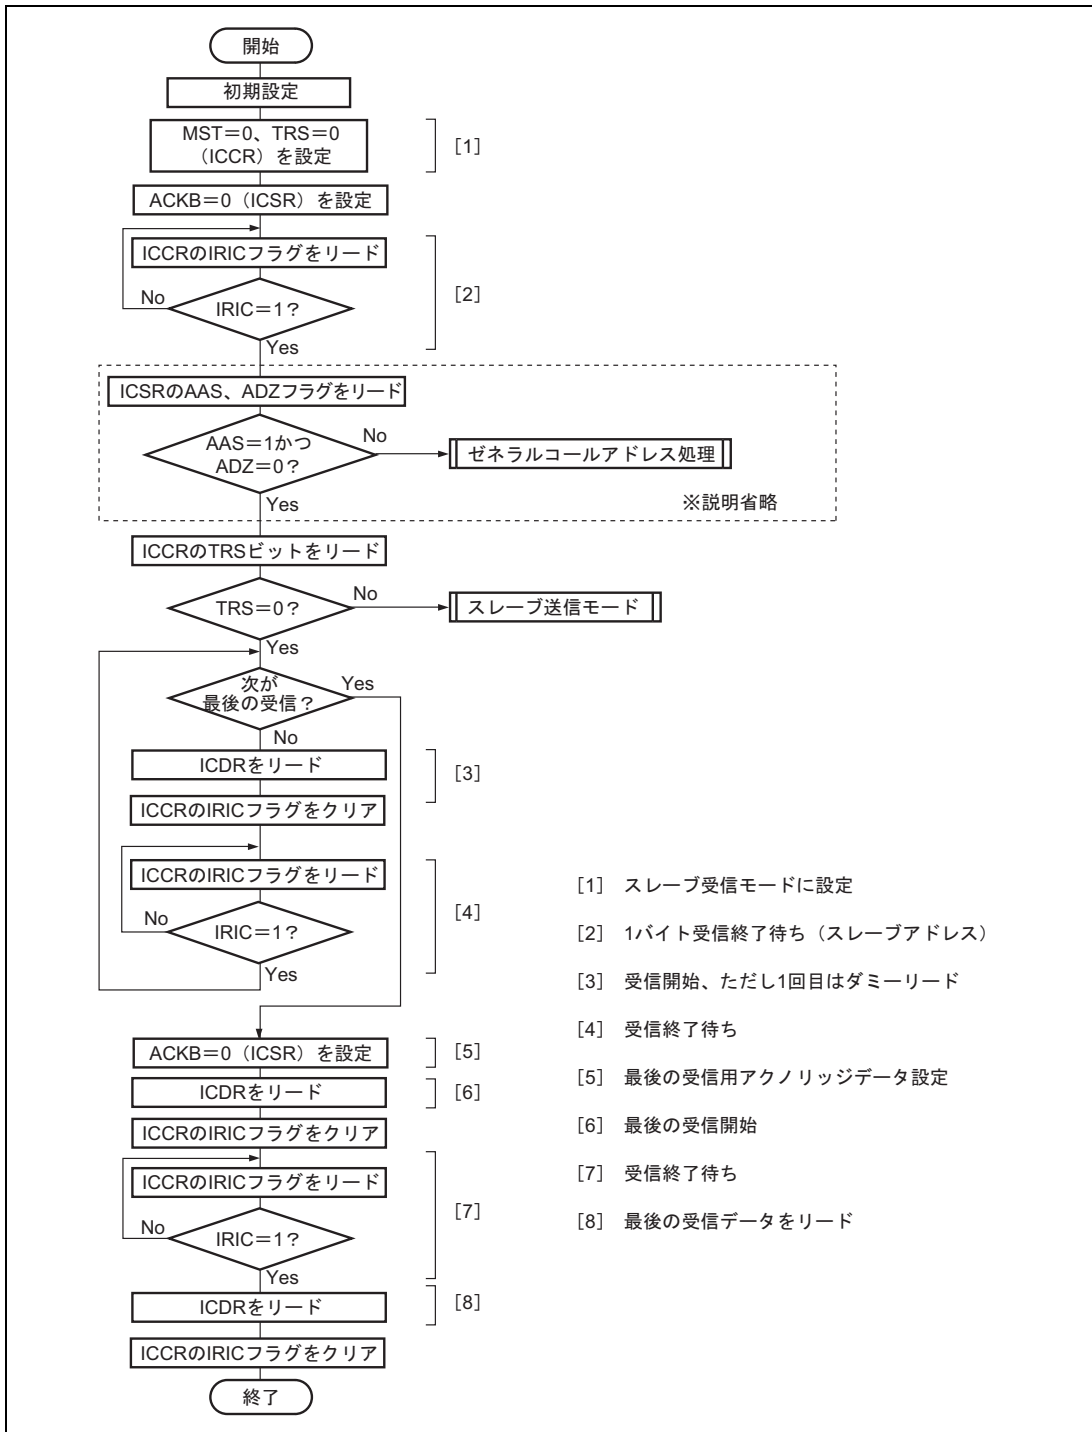 開始
初期設定
MST＝0、TRS＝0
（ICCR）を設定
[1]
ACKB＝0（ICSR）を設定
ICCRのIRICフラグをリード
No
IRIC＝1？
[2]
Yes
ICSRのAAS、ADZフラグをリード
AAS＝1かつ
ADZ＝0？
No
ゼネラルコールアドレス処理
Yes
※説明省略
ICCRのTRSビットをリード
TRS＝0？
No
スレーブ送信モード
Yes
次が
最後の受信？
Yes
No
ICDRをリード
[3]
ICCRのIRICフラグをクリア
ICCRのIRICフラグをリード
No
IRIC＝1？
[4]
Yes
ACKB＝0（ICSR）を設定
[5]
ICDRをリード
[6]
ICCRのIRICフラグをクリア
ICCRのIRICフラグをリード
No
IRIC＝1？
[7]
Yes
ICDRをリード
[8]
ICCRのIRICフラグをクリア
終了
[1] スレーブ受信モードに設定
[2] 1バイト受信終了待ち（スレーブアドレス）
[3] 受信開始、ただし1回目はダミーリード
[4] 受信終了待ち
[5] 最後の受信用アクノリッジデータ設定
[6] 最後の受信開始
[7] 受信終了待ち
[8] 最後の受信データをリード